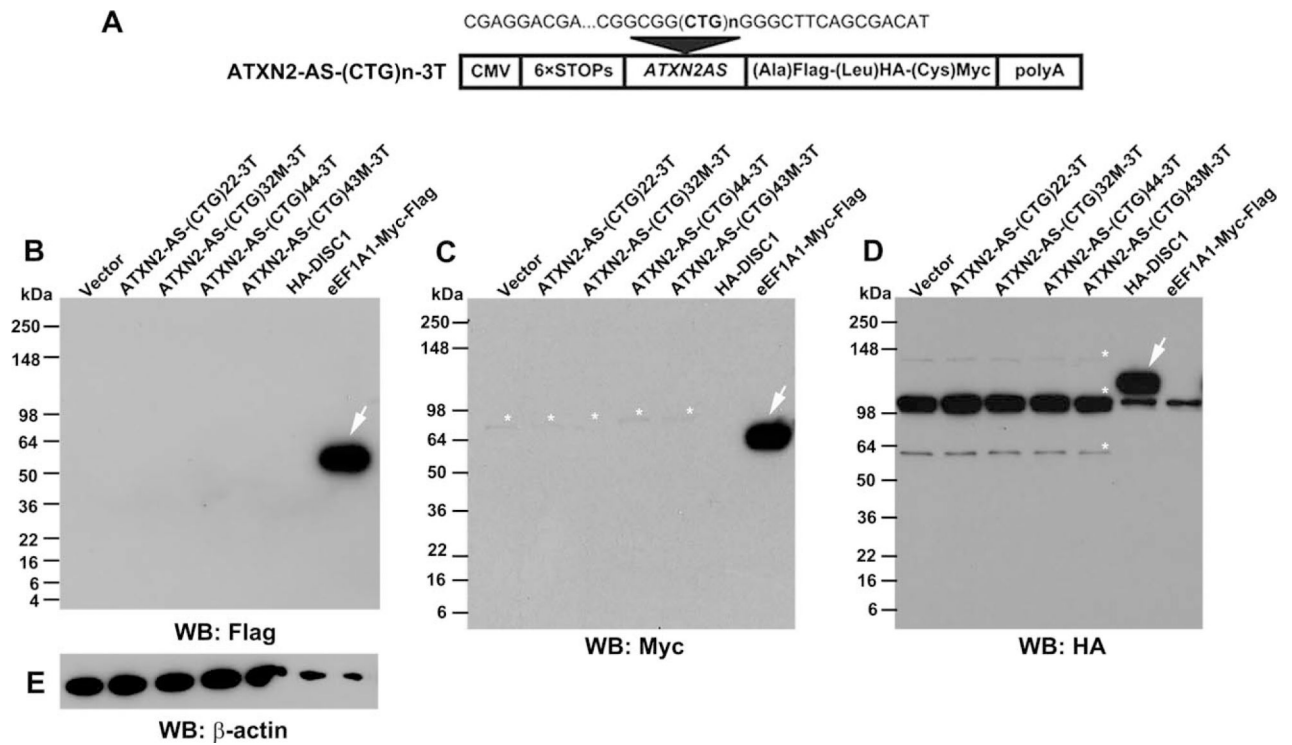 A
CGAGGACGA...CGGCGG(CTG)nGGGCTTCAGCGACAT
ATXN2-AS-(CTG)n-3T
CMV
6×STOPs
ATXN2AS
(Ala)Flag-(Leu)HA-(Cys)Myc
polyA
B
Vector
ATXN2-AS-(CTG)22-3T
ATXN2-AS-(CTG)32M-3T
ATXN2-AS-(CTG)44-3T
ATXN2-AS-(CTG)43M-3T
HA-DISC1
eEF1A1-Myc-Flag
kDa
250
148
98
64
50
36
22
16
6
4
WB: Flag
C
Vector
ATXN2-AS-(CTG)22-3T
ATXN2-AS-(CTG)32M-3T
ATXN2-AS-(CTG)44-3T
ATXN2-AS-(CTG)43M-3T
HA-DISC1
eEF1A1-Myc-Flag
kDa
250
148
98
* * * * *
64
50
36
22
16
6
WB: Myc
D
Vector
ATXN2-AS-(CTG)22-3T
ATXN2-AS-(CTG)32M-3T
ATXN2-AS-(CTG)44-3T
ATXN2-AS-(CTG)43M-3T
HA-DISC1
eEF1A1-Myc-Flag
kDa
250
148
*
*
98
64
*
50
36
22
16
6
WB: HA
E
WB: β-actin